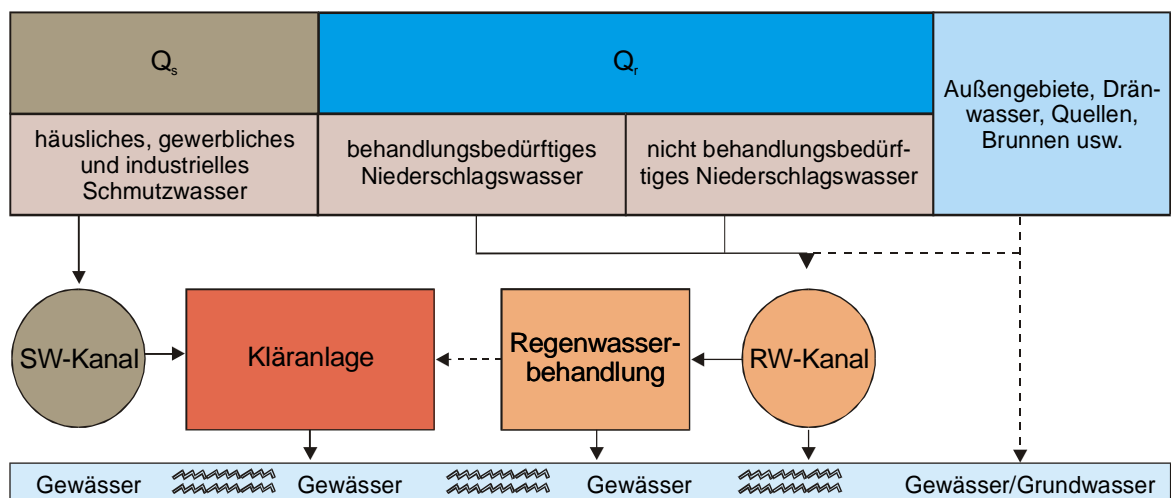 Qs
Qr
Außengebiete, Drän-
wasser, Quellen,
Brunnen usw.
häusliches, gewerbliches
und industrielles
Schmutzwasser
behandlungsbedürftiges
Niederschlagswasser
nicht behandlungsbedürf-
tiges Niederschlagswasser
SW-Kanal
Kläranlage
Regenwasser-
behandlung
RW-Kanal
Gewässer
Gewässer
Gewässer
Gewässer/Grundwasser